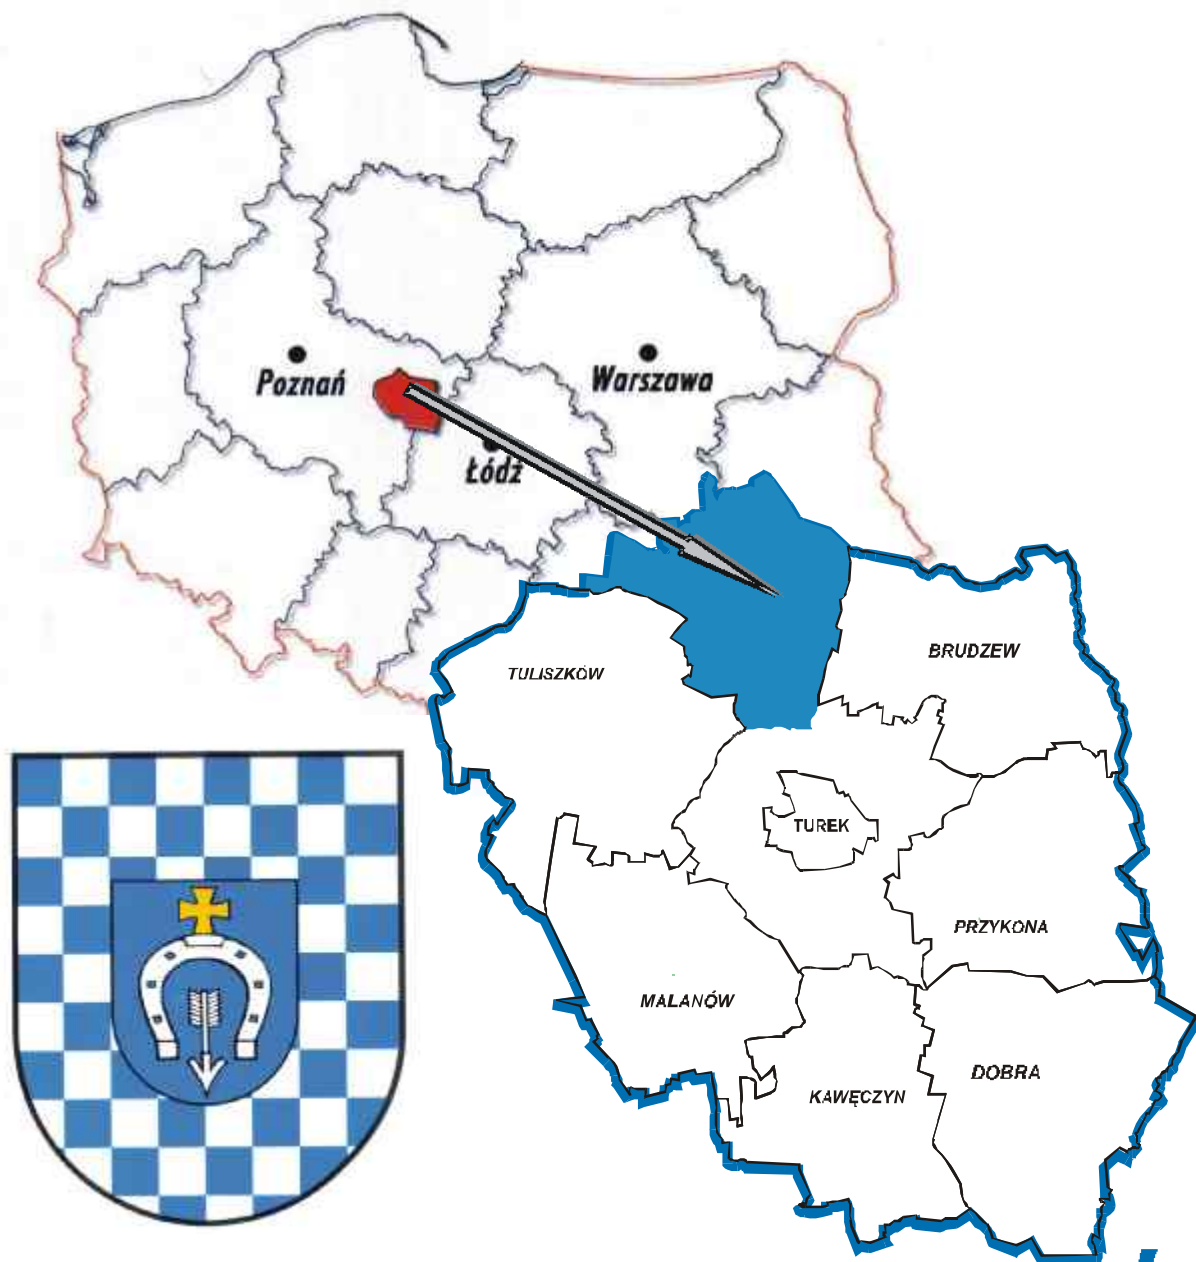 Poznań
Warszawa
Łódź
BRUDZEW
TULISZKÓW
TUREK
PRZYKONA
MALANÓW
DOBRA
KAWĘCZYN